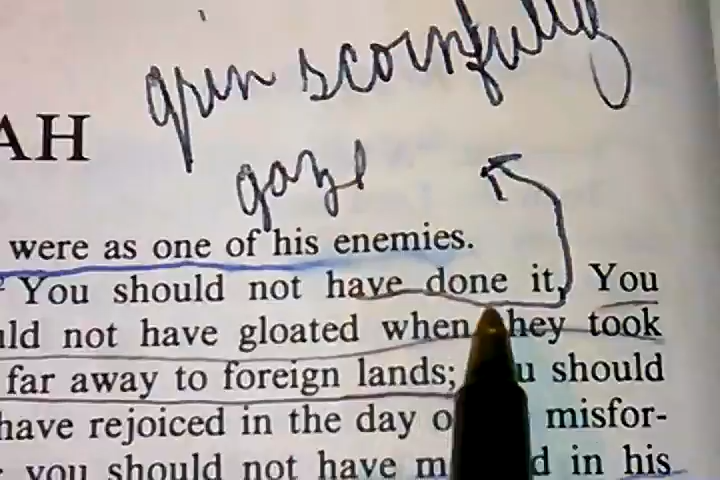 grin scornfully
AH
gaze
were as one of his enemies.
You should not have done it, You
uld not have gloated when they took
far away to foreign lands; u should
have rejoiced in the day o misfor-
you should not have m d in his